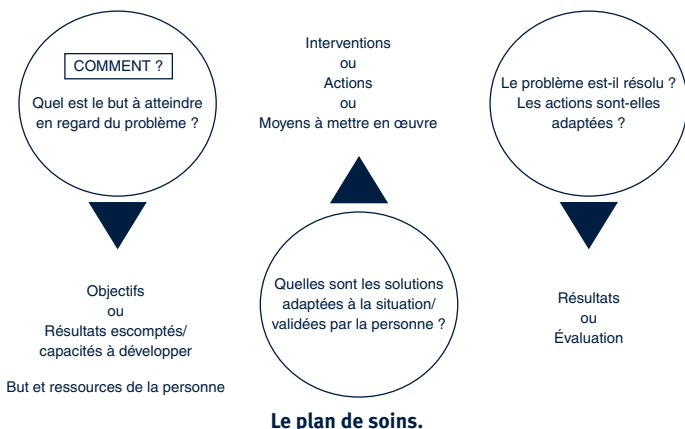 COMMENT ?
Quel est le but à atteindre
en regard du problème ?
Objectifs
ou
Résultats escomptés/
capacités à développer
But et ressources de la personne
Interventions
ou
Actions
ou
Moyens à mettre en œuvre
Quelles sont les solutions
adaptées à la situation/
validées par la personne ?
Le problème est-il résolu ?
Les actions sont-elles
adaptées ?
Résultats
ou
Évaluation
Le plan de soins.